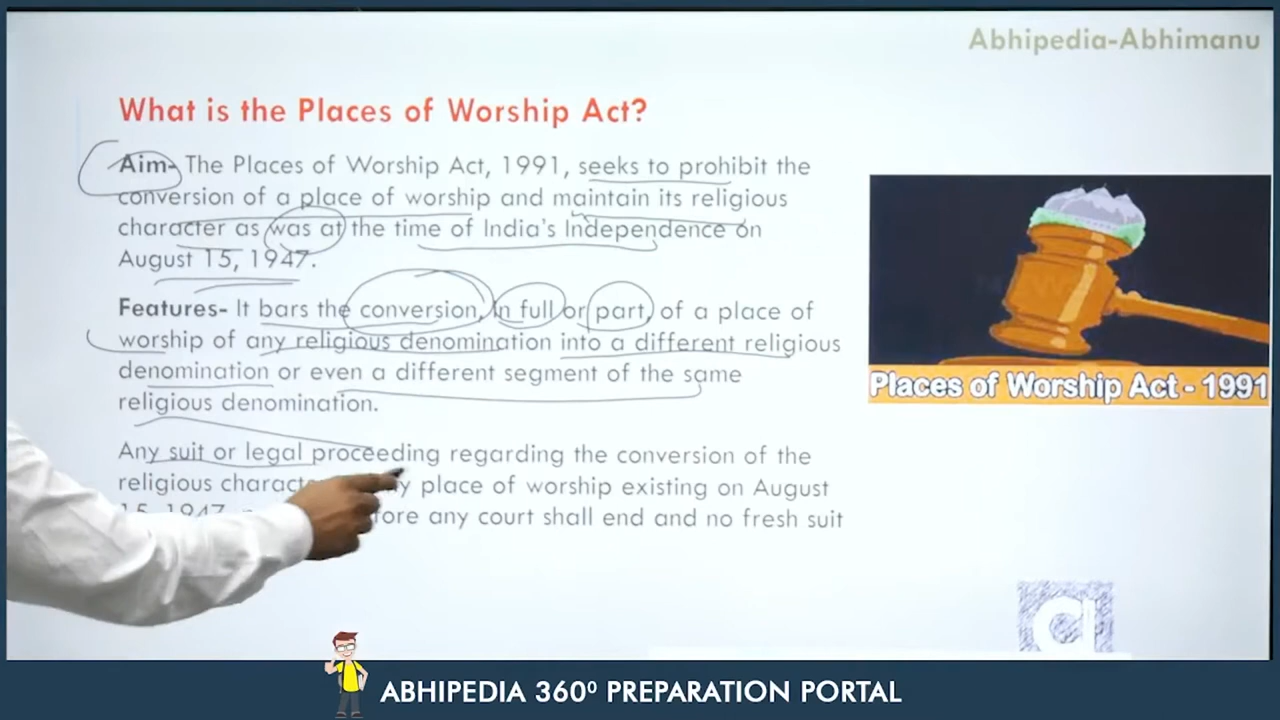 Abhipedia-Abhimanu
What is the Places of Worship Act?
Aim- The Places of Worship Act, 1991, seeks to prohibit the
conversion of a place of worship and maintain its religious
character as was at the time of India's Independence on
August 15, 1947.
Features- It bars the conversion, in full or part, of a place of
worship of any religious denomination into a different religious
denomination or even a different segment of the same
religious denomination.
Places of Worship Act - 1991
Any suit or legal proceeding regarding the conversion of the
religious place of worship existing on August
15, 1947, any court shall end and no fresh suit
ABHIPEDIA 360⁰ PREPARATION PORTAL